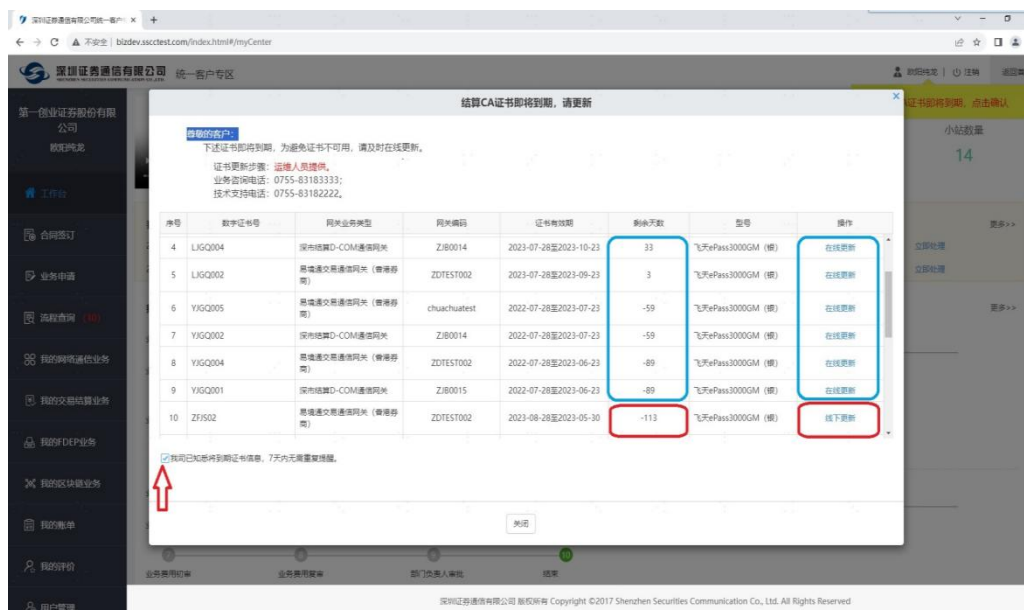 深圳证券通信有限公司统一客户
不安全 bizdev.sscctest.com/index.html#/myCenter
深圳证券通信有限公司 统一客户专区
欧阳纯龙 | 注销
第一创业证券股份有限公司
欧阳纯龙
证书即将到期，点击确认
小站数量
14
工作台
合同签订
业务申请
流程查询 (10)
我的网络通信业务
我的交易结算业务
我的FDEP业务
我的区块链业务
我的账单
我的评价
用户管理
更多>>
立即处理
立即处理
更多>>
结算CA证书即将到期，请更新
尊敬的客户：
下述证书即将到期，为避免证书不可用，请及时在线更新。
证书更新步骤：运维人员提供。
业务咨询电话：0755-83183333；
技术支持电话：0755-83182222。
序号 数字证书号 网关业务类型 网关编码 证书有效期 剩余天数 型号 操作
4 LJGQ004 深市结算D-COM通信网关 ZJB0014 2023-07-28至2023-10-23 33 飞天ePass3000GM（银） 在线更新
5 LJGQ002 易境通交易通信网关（香港券商） ZDTEST002 2023-07-28至2023-09-23 3 飞天ePass3000GM（银） 在线更新
6 YJGQ005 易境通交易通信网关（香港券商） chuachuatest 2022-07-28至2023-07-23 -59 飞天ePass3000GM（银） 在线更新
7 YJGQ002 深市结算D-COM通信网关 ZJB0014 2022-07-28至2023-07-23 -59 飞天ePass3000GM（银） 在线更新
8 YJGQ004 易境通交易通信网关（香港券商） ZDTEST002 2022-07-28至2023-06-23 -89 飞天ePass3000GM（银） 在线更新
9 YJGQ001 深市结算D-COM通信网关 ZJB0015 2022-07-28至2023-06-23 -89 飞天ePass3000GM（银） 在线更新
10 ZFJS02 易境通交易通信网关（香港券商） ZDTEST002 2023-08-28至2023-05-30 -113 飞天ePass3000GM（银） 线下更新
我司已知悉将到期证书信息，7天内无需重复提醒。
关闭
10
业务费用初审 业务费用复审 部门负责人审批 结束
深圳证券通信有限公司 版权所有 Copyright ©2017 Shenzhen Securities Communication Co., Ltd. All Rights Reserved